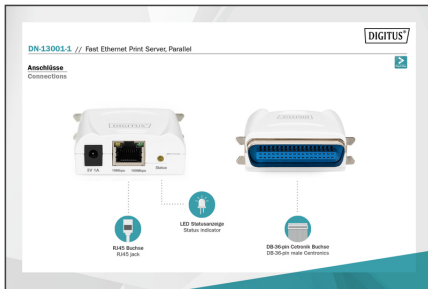 DIGITUS®
DN-13001-1 // Fast Ethernet Print Server, Parallel
Anschlüsse
Connections
DIGITUS
5V 1A
10Mbps
100Mbps
Status
LED Statusanzeige
Status indicator
RJ45 Buchse
RJ45 jack
DB-36-pin Cetronik Buchse
DB-36-pin male Centronics